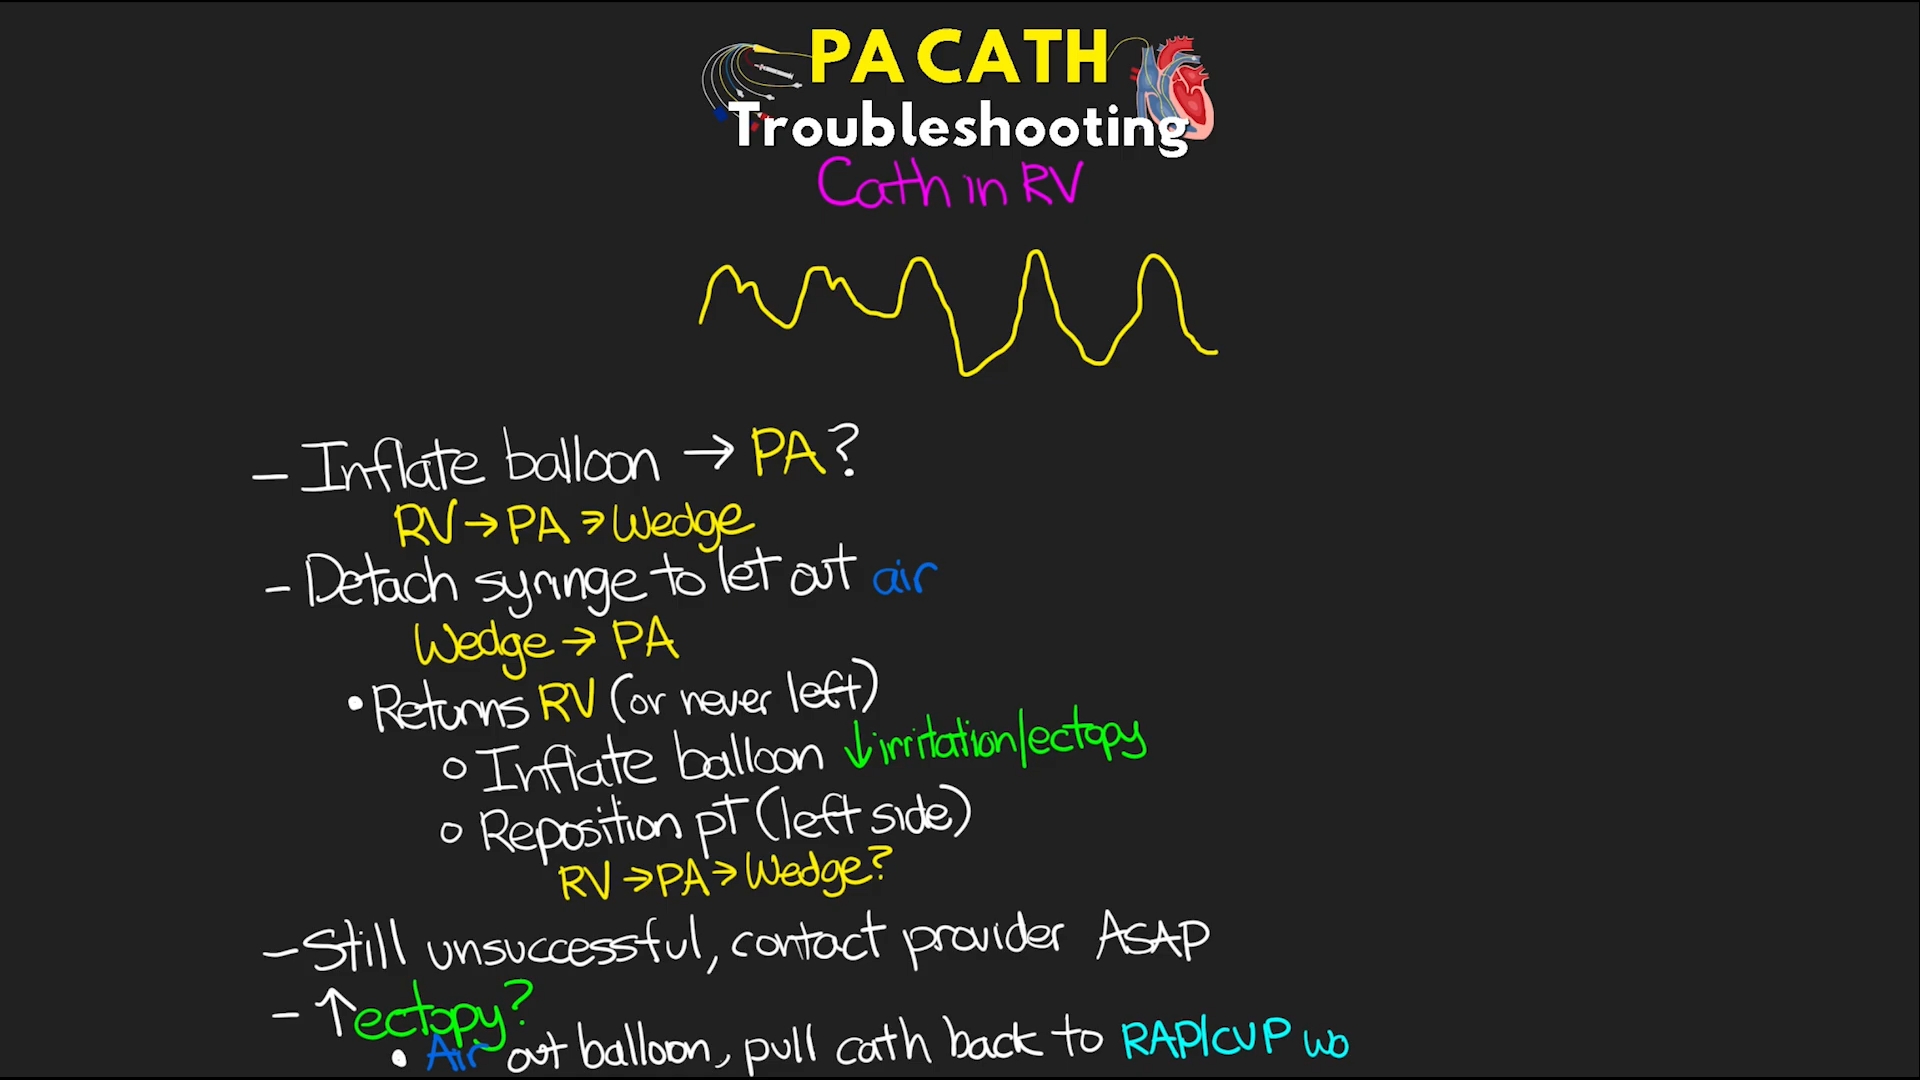 PA CATH
Troubleshooting
Cath in RV
- Inflate balloon → PA?
RV → PA → Wedge
- Detach syringe to let out air
Wedge → PA
• Returns RV (or never left)
○ Inflate balloon ↓irritation/ectopy
○ Reposition pt (left side)
RV → PA → Wedge?
- Still unsuccessful, contact provider ASAP
- ↑ectopy?
• Air out balloon, pull cath back to RAP/CVP wo